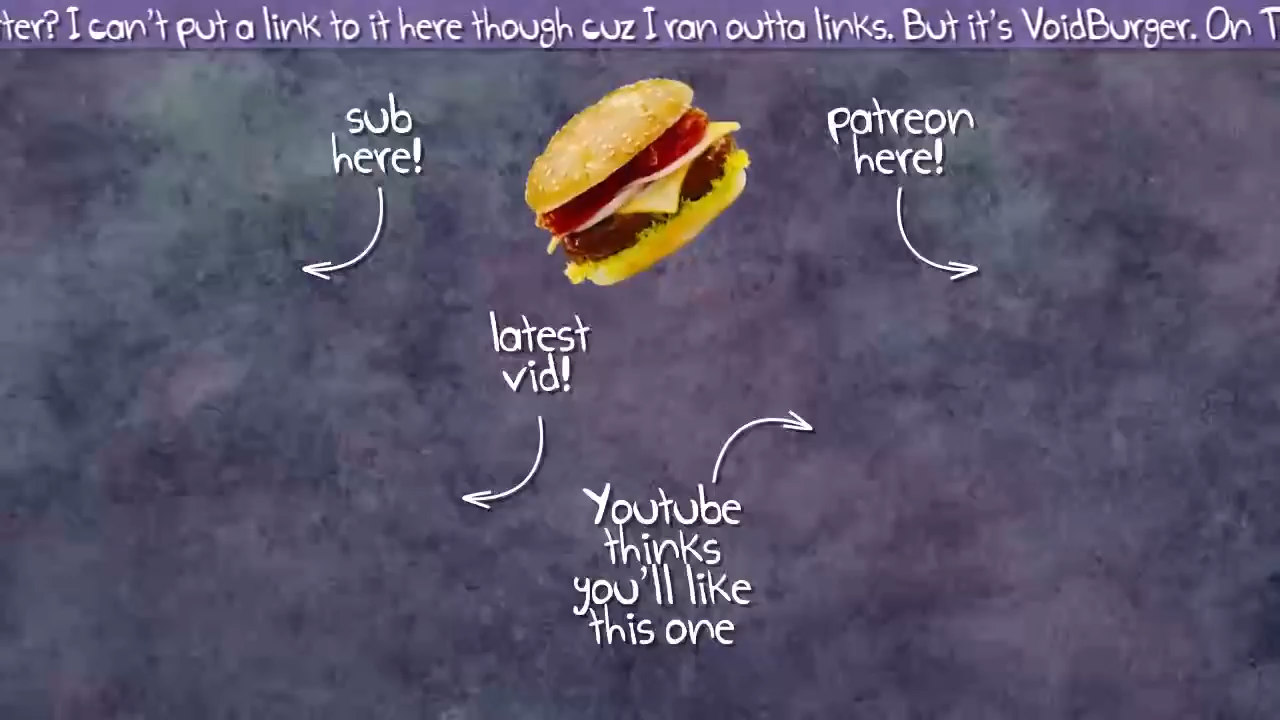 tter? I can't put a link to it here though cuz I ran outta links. But it's VoidBurger. On T
sub
here!
patreon
here!
latest
vid!
Youtube
thinks
you'll like
this one